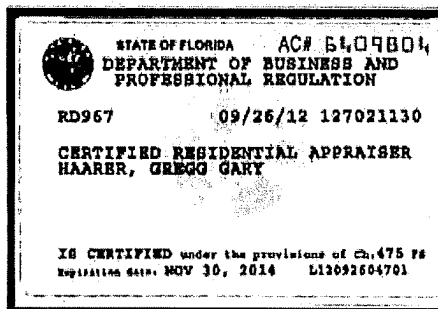 STATE OF FLORIDA AC# 6409804
DEPARTMENT OF BUSINESS AND
PROFESSIONAL REGULATION
RD967 09/26/12 127021130
CERTIFIED RESIDENTIAL APPRAISER
HAARER, GREGG GARY
IS CERTIFIED under the provisions of Ch.475 FS
Expiration date: NOV 30, 2014 L12092604701